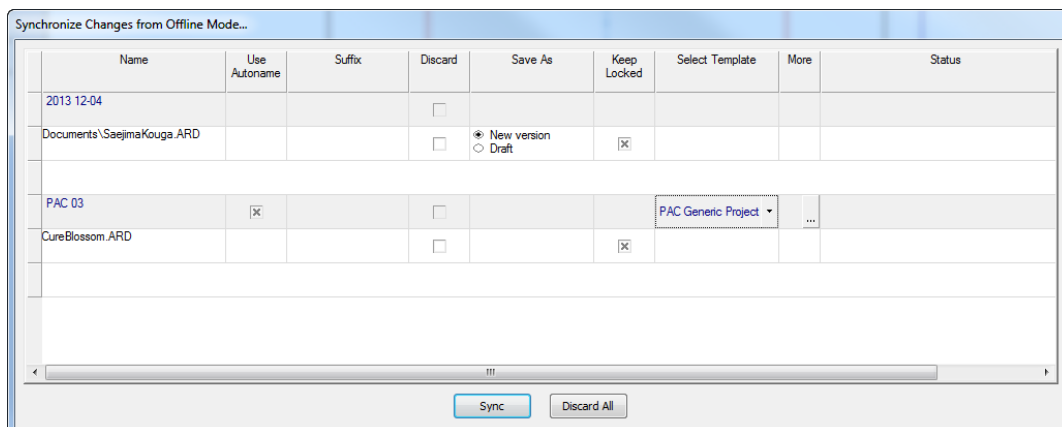 Synchronize Changes from Offline Mode...
Name Use Autoname Suffix Discard Save As Keep Locked Select Template More Status
2013 12-04
Documents\SaejimaKouga.ARD New version
Draft
PAC 03 PAC Generic Project ...
CureBlossom.ARD
Sync Discard All